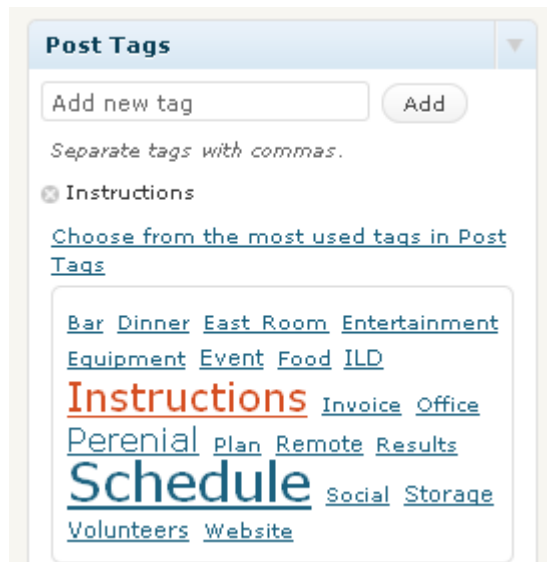 Post Tags
Add new tag Add
Separate tags with commas.
Instructions
Choose from the most used tags in Post
Tags
Bar Dinner East Room Entertainment
Equipment Event Food ILD
Instructions Invoice Office
Perenial Plan Remote Results
Schedule Social Storage
Volunteers Website